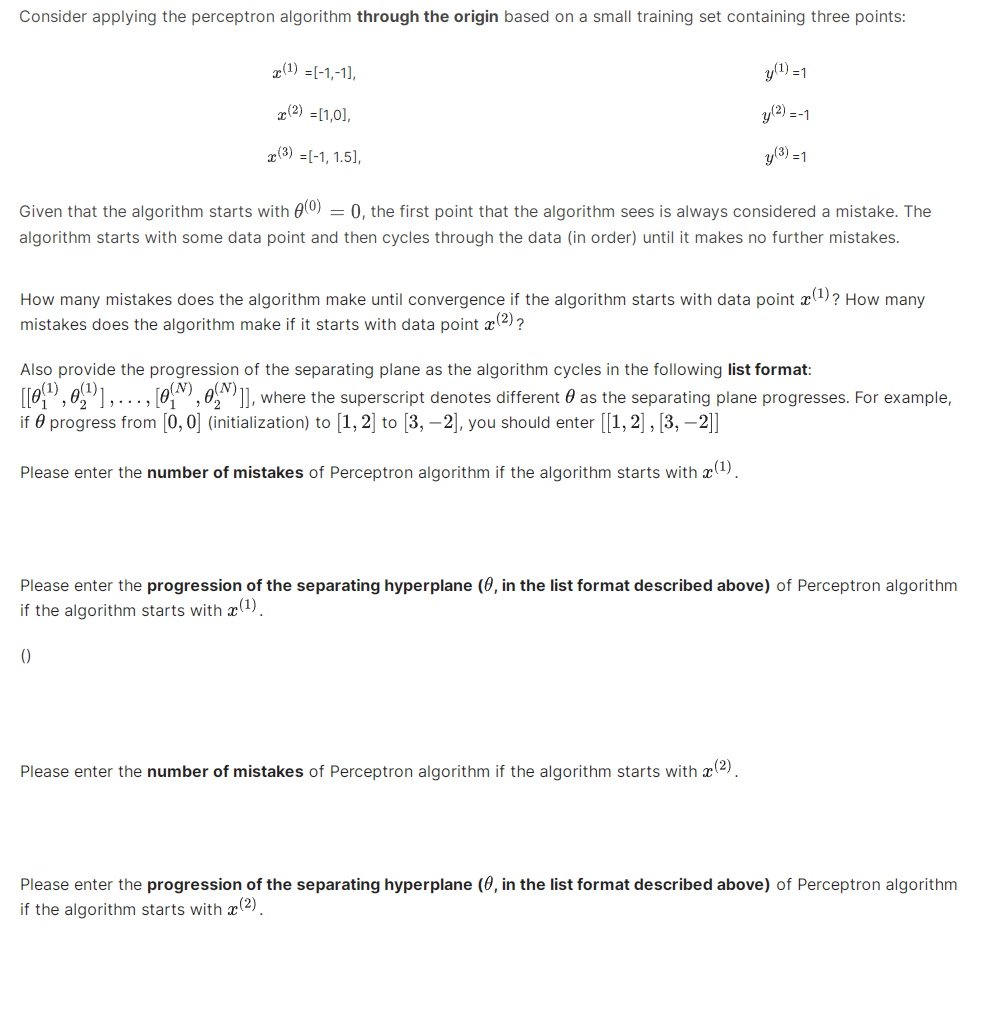 Consider applying the perceptron algorithm through the origin based on a small training set containing three points:
x^(1) =[-1,-1], y^(1) =1
x^(2) =[1,0], y^(2) =-1
x^(3) =[-1, 1.5], y^(3) =1
Given that the algorithm starts with θ^(0) = 0, the first point that the algorithm sees is always considered a mistake. The
algorithm starts with some data point and then cycles through the data (in order) until it makes no further mistakes.
How many mistakes does the algorithm make until convergence if the algorithm starts with data point x^(1)? How many
mistakes does the algorithm make if it starts with data point x^(2)?
Also provide the progression of the separating plane as the algorithm cycles in the following list format:
[[θ_1^(1), θ_2^(1)], . . . , [θ_1^(N), θ_2^(N)]], where the superscript denotes different θ as the separating plane progresses. For example,
if θ progress from [0, 0] (initialization) to [1, 2] to [3, −2], you should enter [[1, 2], [3, −2]]
Please enter the number of mistakes of Perceptron algorithm if the algorithm starts with x^(1).
Please enter the progression of the separating hyperplane (θ, in the list format described above) of Perceptron algorithm
if the algorithm starts with x^(1).
()
Please enter the number of mistakes of Perceptron algorithm if the algorithm starts with x^(2).
Please enter the progression of the separating hyperplane (θ, in the list format described above) of Perceptron algorithm
if the algorithm starts with x^(2).